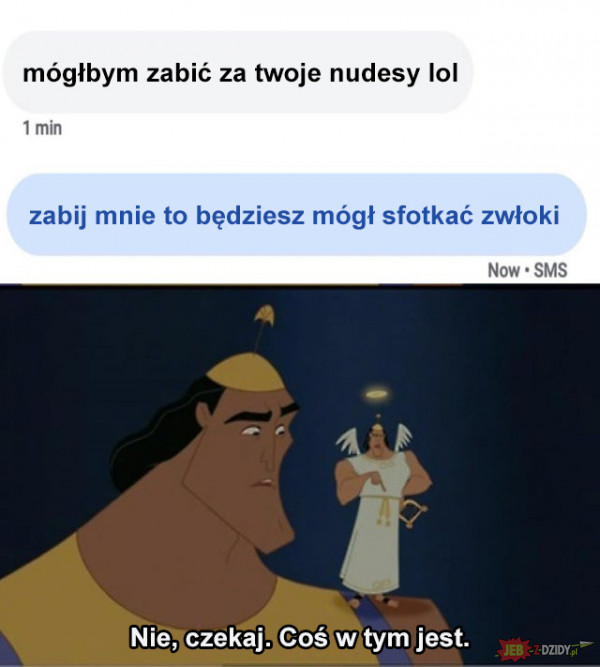 mógłbym zabić za twoje nudesy lol
1 min
zabij mnie to będziesz mógł sfotkać zwłoki
Now • SMS
Nie, czekaj. Coś w tym jest.
JEB-Z-DZIDY.pl